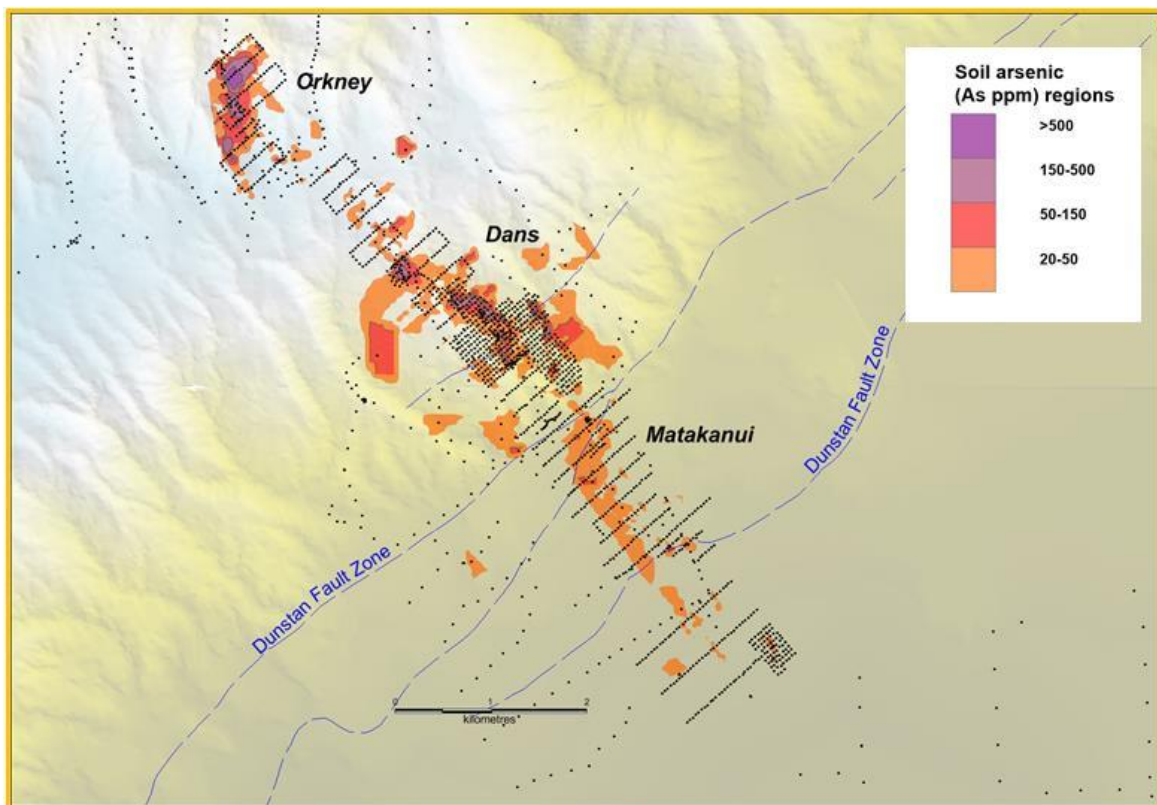 Orkney
Dans
Matakanui
Soil arsenic
(As ppm) regions
>500
150-500
50-150
20-50
Dunstan Fault Zone
Dunstan Fault Zone
0 1 2
kilometres